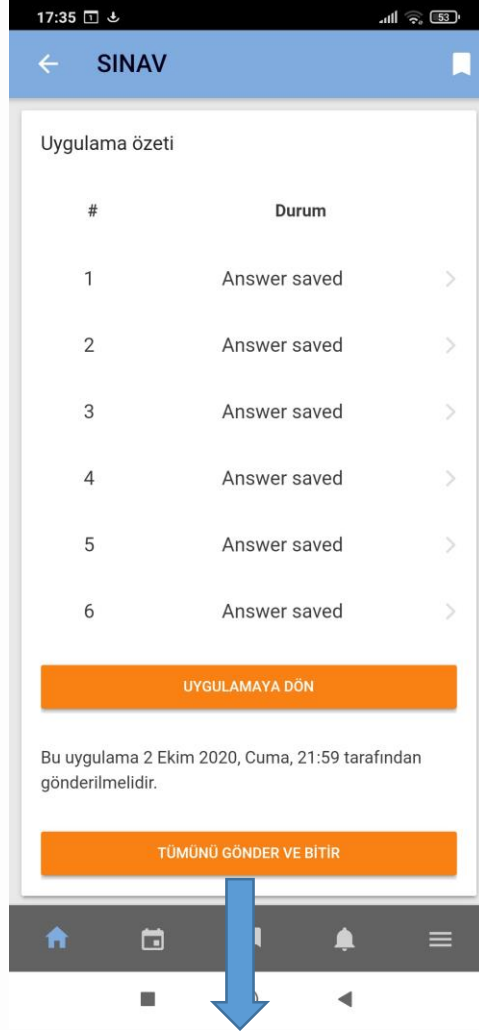 17:35 1 53
SINAV
Uygulama özeti
# Durum
1 Answer saved
2 Answer saved
3 Answer saved
4 Answer saved
5 Answer saved
6 Answer saved
UYGULAMAYA DÖN
Bu uygulama 2 Ekim 2020, Cuma, 21:59 tarafından
gönderilmelidir.
TÜMÜNÜ GÖNDER VE BİTİR